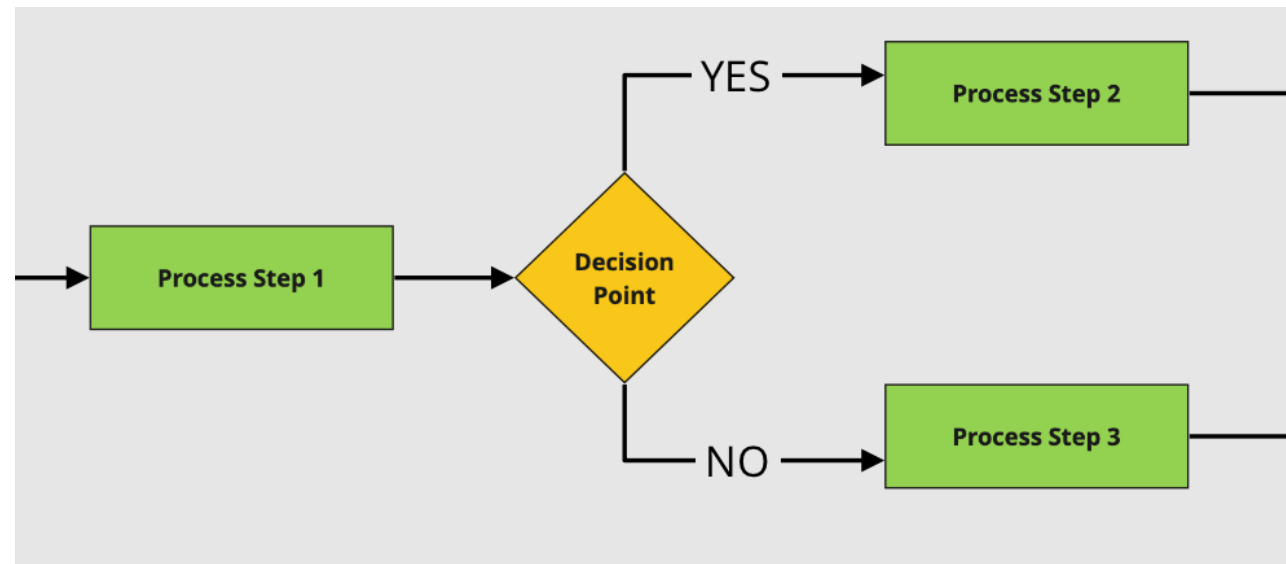 YES
Process Step 2
Process Step 1
Decision
Point
NO
Process Step 3